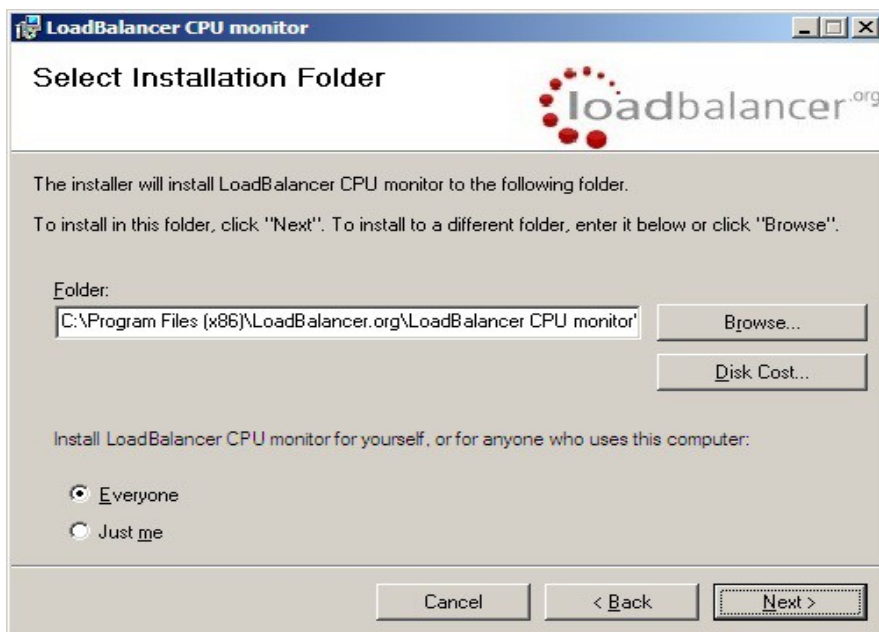 LoadBalancer CPU monitor
Select Installation Folder
loadbalancer.org
The installer will install LoadBalancer CPU monitor to the following folder.
To install in this folder, click "Next". To install to a different folder, enter it below or click "Browse".
Folder:
C:\Program Files (x86)\LoadBalancer.org\LoadBalancer CPU monitor\
Browse...
Disk Cost...
Install LoadBalancer CPU monitor for yourself, or for anyone who uses this computer:
Everyone
Just me
Cancel
< Back
Next >